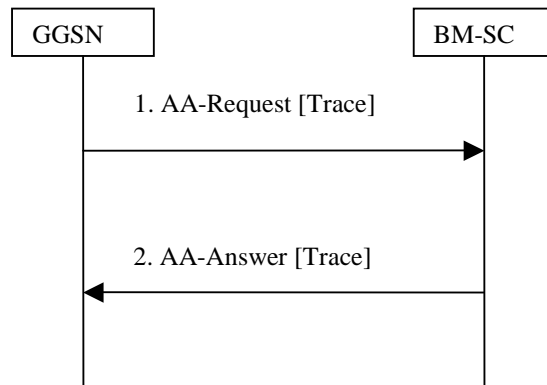 GGSN
BM-SC
1. AA-Request [Trace]
2. AA-Answer [Trace]